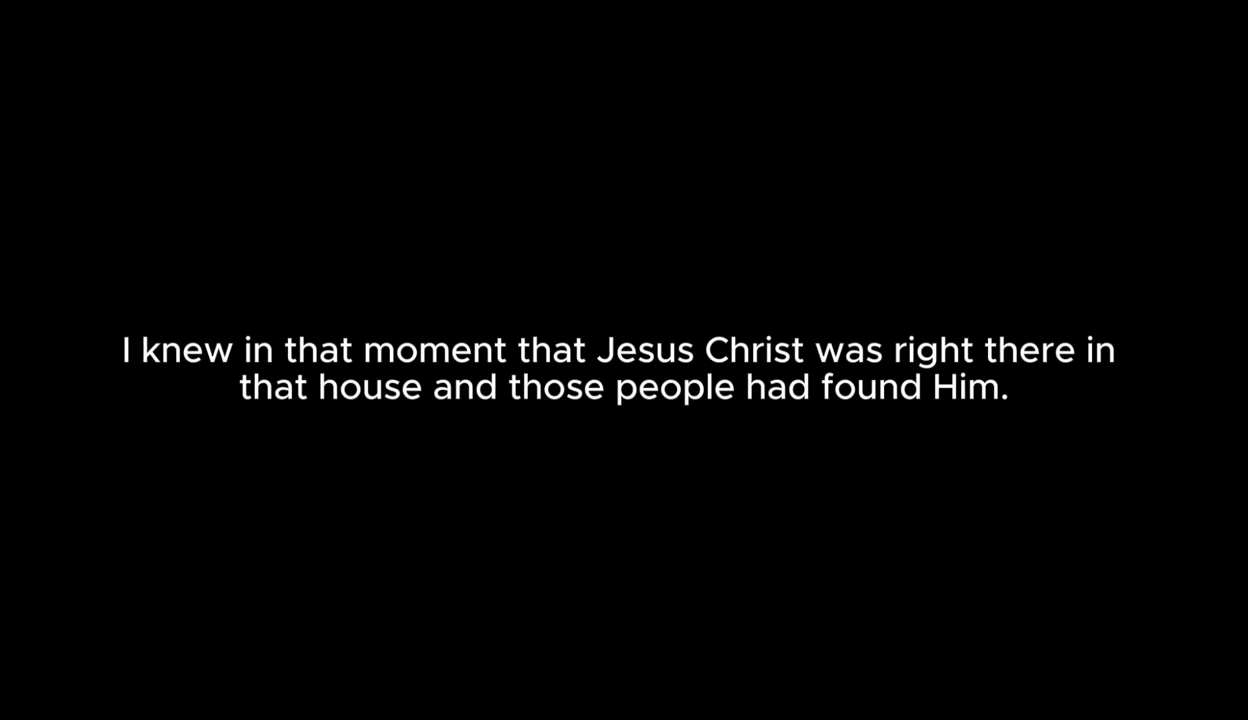 I knew in that moment that Jesus Christ was right there in
that house and those people had found Him.